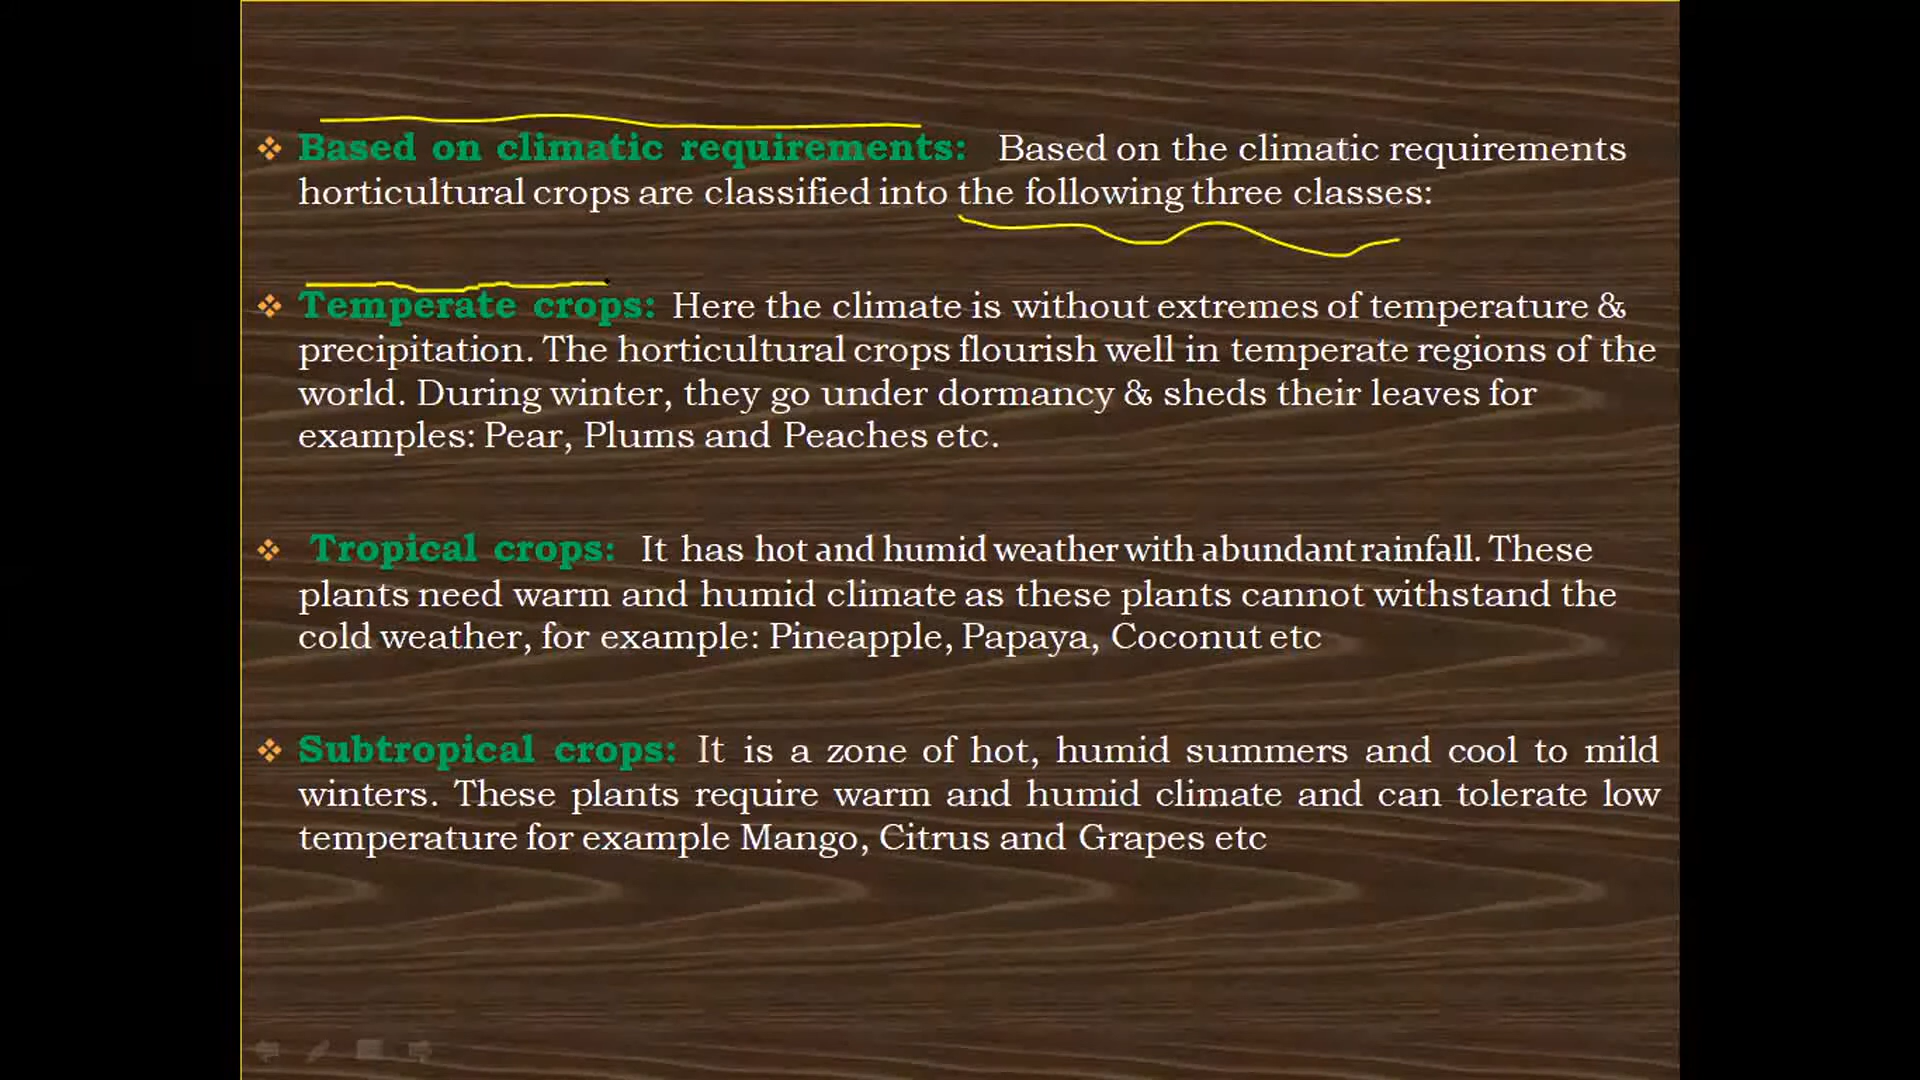 Based on climatic requirements: Based on the climatic requirements
horticultural crops are classified into the following three classes:
Temperate crops: Here the climate is without extremes of temperature &
precipitation. The horticultural crops flourish well in temperate regions of the
world. During winter, they go under dormancy & sheds their leaves for
examples: Pear, Plums and Peaches etc.
Tropical crops: It has hot and humid weather with abundant rainfall. These
plants need warm and humid climate as these plants cannot withstand the
cold weather, for example: Pineapple, Papaya, Coconut etc
Subtropical crops: It is a zone of hot, humid summers and cool to mild
winters. These plants require warm and humid climate and can tolerate low
temperature for example Mango, Citrus and Grapes etc